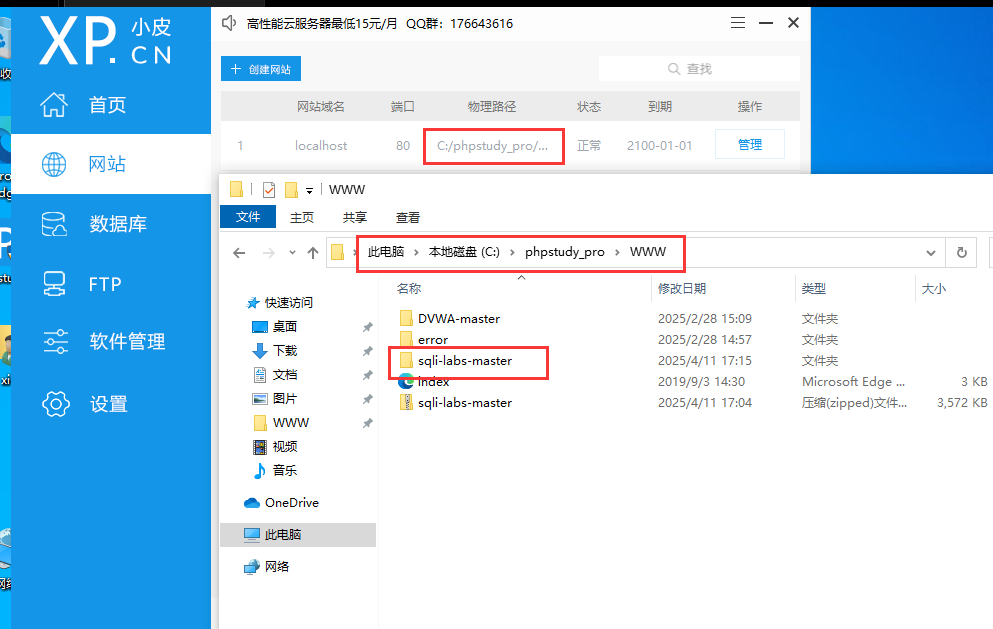 XP.小皮CN
高性能云服务器最低15元/月 QQ群：176643616
首页
网站
数据库
FTP
软件管理
设置
创建网站
查找
网站域名 端口 物理路径 状态 到期 操作
1 localhost 80 C:/phpstudy_pro/... 正常 2100-01-01 管理
WWW
文件 主页 共享 查看
此电脑 本地磁盘 (C:) phpstudy_pro WWW
快速访问
桌面
下载
文档
图片
WWW
视频
音乐
OneDrive
此电脑
网络
名称 修改日期 类型 大小
DVWA-master 2025/2/28 15:09 文件夹
error 2025/2/28 14:57 文件夹
sqli-labs-master 2025/4/11 17:15 文件夹
index 2019/9/3 14:30 Microsoft Edge ... 3 KB
sqli-labs-master 2025/4/11 17:04 压缩(zipped)文件... 3,572 KB